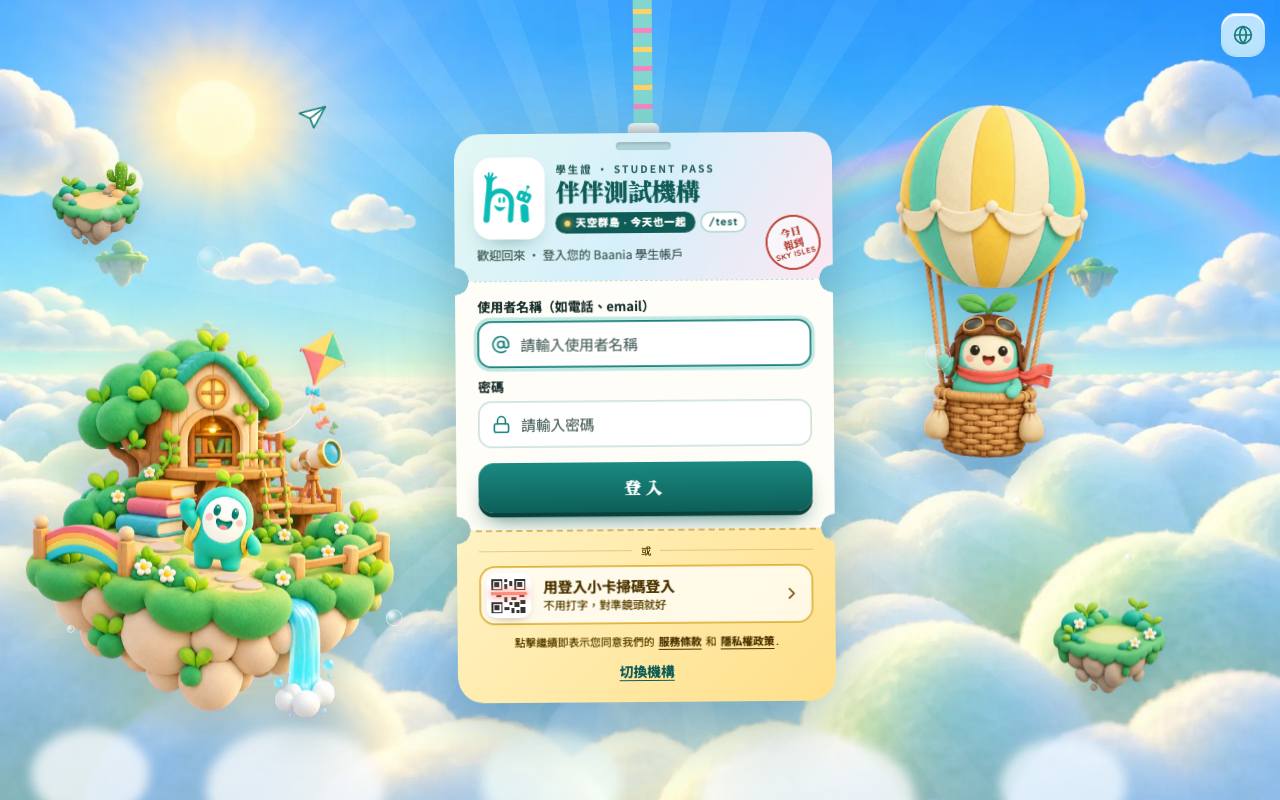 學生證 · STUDENT PASS
hi
伴伴測試機構
天空群島 · 今天也一起
/test
今日
報到
SKY ISLES
歡迎回來 · 登入您的 Baania 學生帳戶
使用者名稱（如電話、email）
@ 請輸入使用者名稱
密碼
請輸入密碼
登入
或
用登入小卡掃碼登入
不用打字，對準鏡頭就好
點擊繼續即表示您同意我們的 服務條款 和 隱私權政策.
切換機構